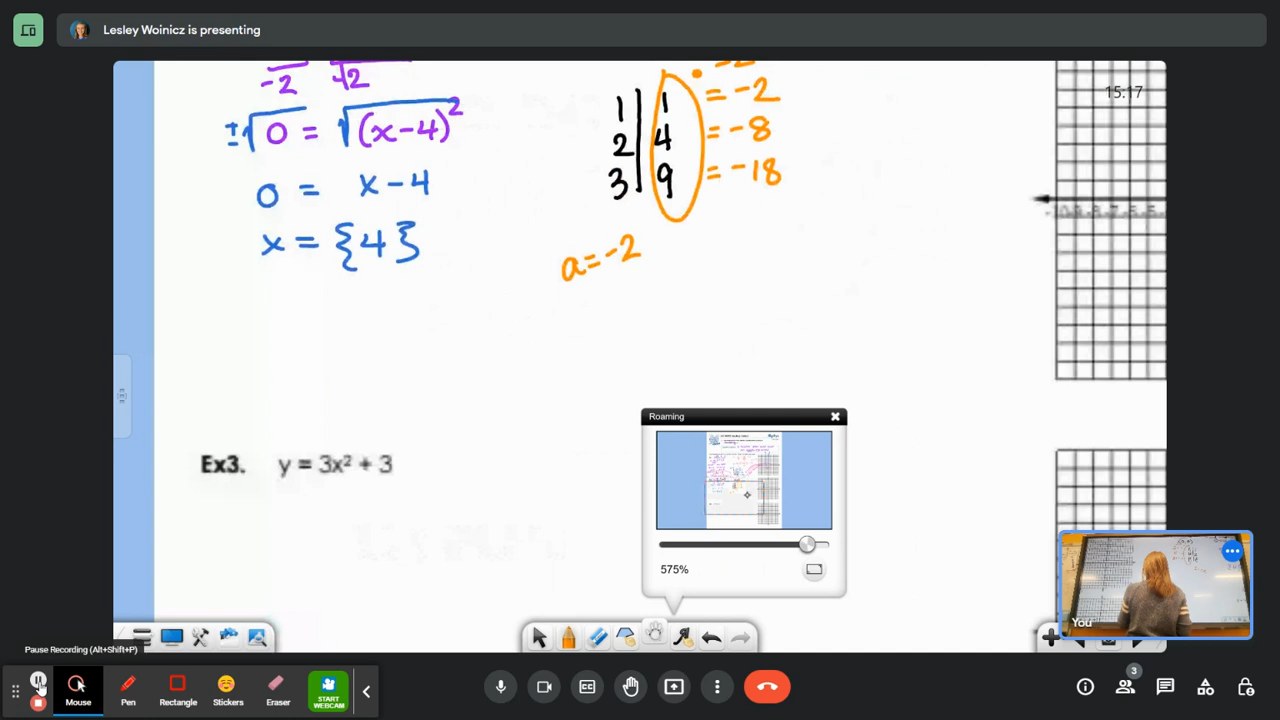 Lesley Woinicz is presenting
-2 √2
= -2
±√0 = √(x-4)²
1 | 1
2 | 4 = -8
3 | 9 = -18
0 = x-4
x = {4}
a = -2
15:17
Roaming
Ex3. y = 3x² + 3
575%
You
Pause Recording (Alt+Shift+P)
Mouse
Pen
Rectangle
Stickers
Eraser
START WEBCAM
3